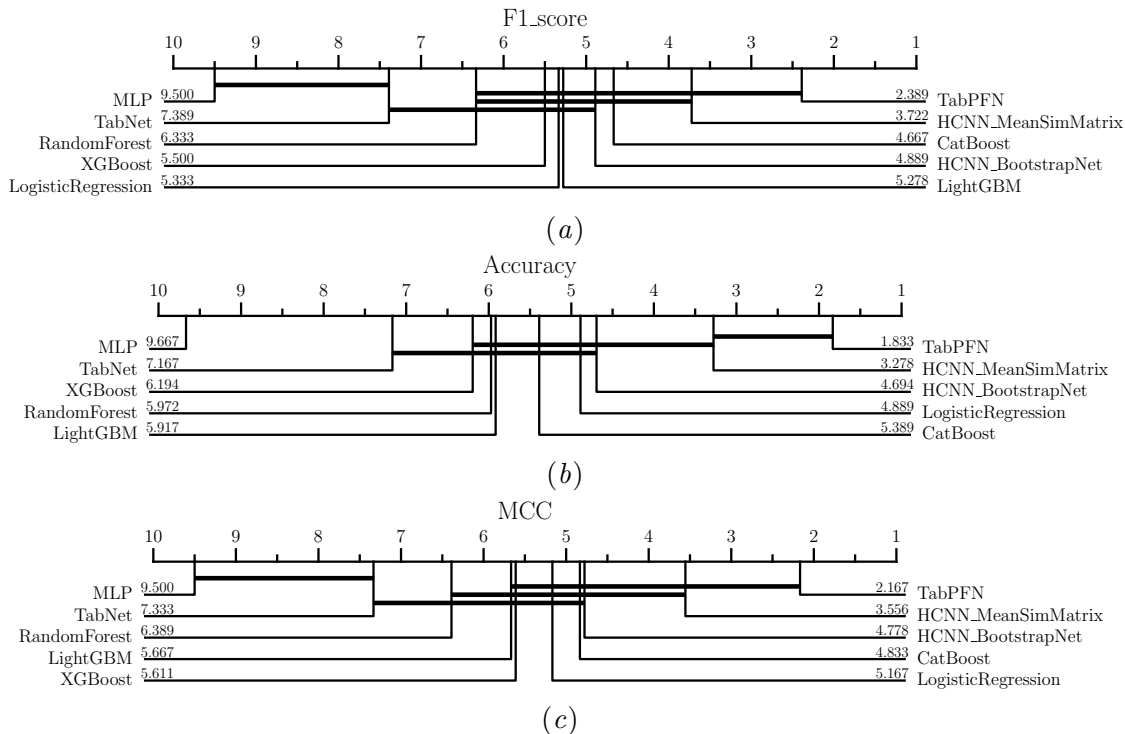 F1_score
10 9 8 7 6 5 4 3 2 1
MLP 9.500 2.389 TabPFN
TabNet 7.389 3.722 HCNN_MeanSimMatrix
RandomForest 6.333 4.667 CatBoost
XGBoost 5.500 4.889 HCNN_BootstrapNet
LogisticRegression 5.333 5.278 LightGBM
(a)
Accuracy
10 9 8 7 6 5 4 3 2 1
MLP 9.667 1.833 TabPFN
TabNet 7.167 3.278 HCNN_MeanSimMatrix
XGBoost 6.194 4.694 HCNN_BootstrapNet
RandomForest 5.972 4.889 LogisticRegression
LightGBM 5.917 5.389 CatBoost
(b)
MCC
10 9 8 7 6 5 4 3 2 1
MLP 9.500 2.167 TabPFN
TabNet 7.333 3.556 HCNN_MeanSimMatrix
RandomForest 6.389 4.778 HCNN_BootstrapNet
LightGBM 5.667 4.833 CatBoost
XGBoost 5.611 5.167 LogisticRegression
(c)